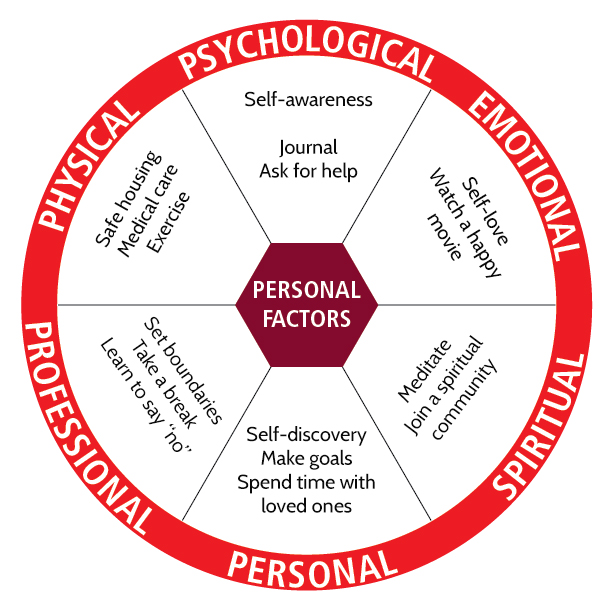 PSYCHOLOGICAL
Self-awareness
Journal
Ask for help
EMOTIONAL
Self-love
Watch a happy
movie
SPIRITUAL
Meditate
Join a spiritual
community
PERSONAL
Self-discovery
Make goals
Spend time with
loved ones
PROFESSIONAL
Set boundaries
Take a break
Learn to say "no"
PHYSICAL
Safe housing
Medical care
Exercise
PERSONAL
FACTORS